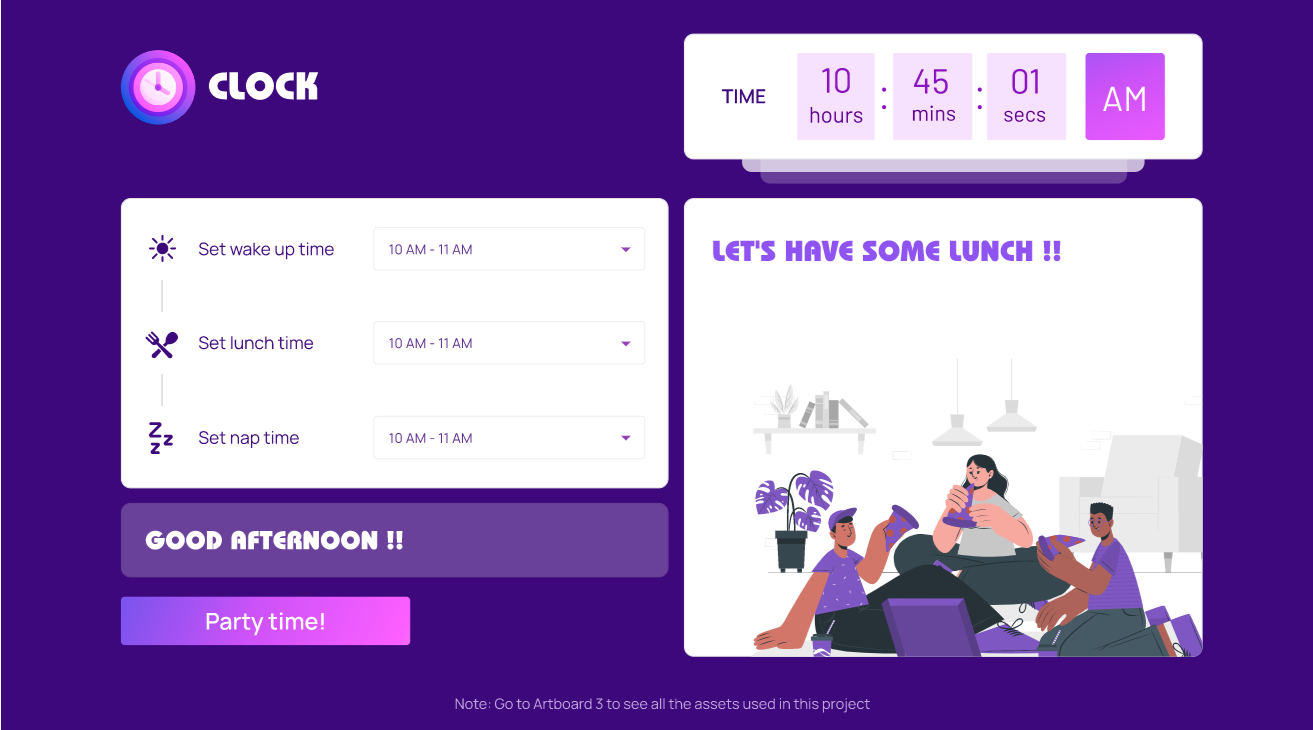 CLOCK
TIME
10 : 45 : 01 AM
hours mins secs
Set wake up time 10 AM - 11 AM
Set lunch time 10 AM - 11 AM
Zzz Set nap time 10 AM - 11 AM
GOOD AFTERNOON !!
Party time!
LET'S HAVE SOME LUNCH !!
Note: Go to Artboard 3 to see all the assets used in this project